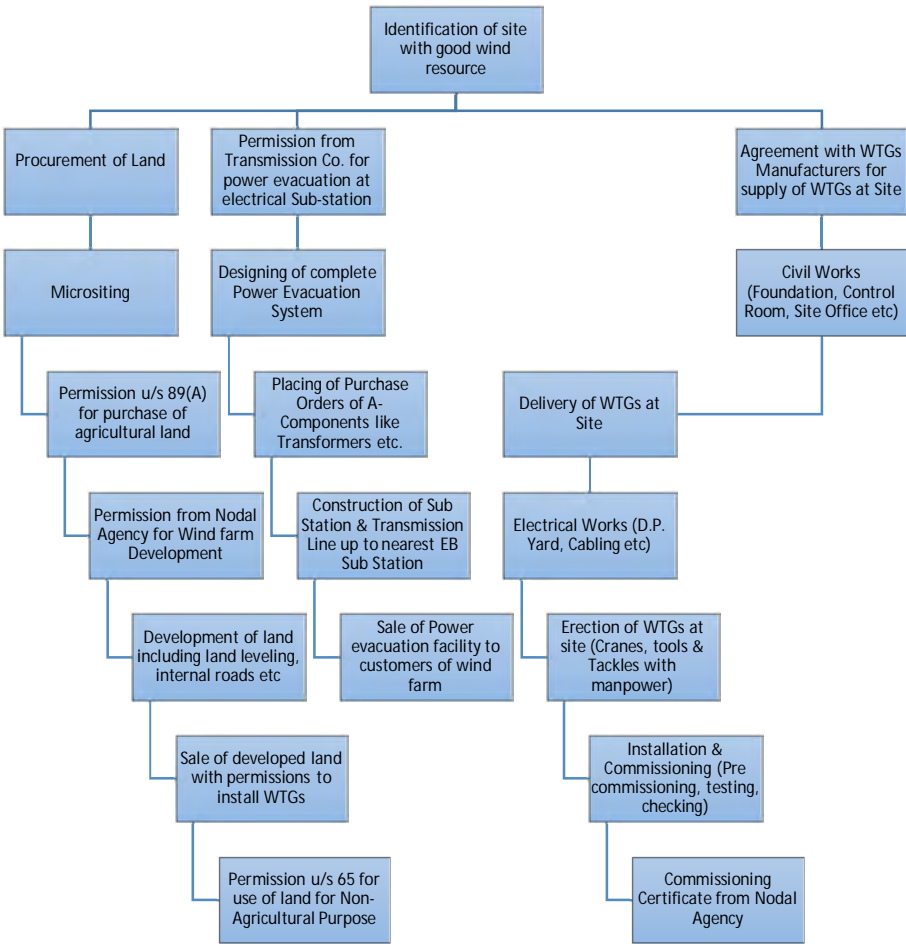 Identification of site
with good wind
resource
Procurement of Land
Permission from
Transmission Co. for
power evacuation at
electrical Sub-station
Agreement with WTGs
Manufacturers for
supply of WTGs at Site
Micrositing
Designing of complete
Power Evacuation
System
Civil Works
(Foundation, Control
Room, Site Office etc)
Permission u/s 89(A)
for purchase of
agricultural land
Placing of Purchase
Orders of A-
Components like
Transformers etc.
Delivery of WTGs at
Site
Permission from Nodal
Agency for Wind farm
Development
Construction of Sub
Station & Transmission
Line up to nearest EB
Sub Station
Electrical Works (D.P.
Yard, Cabling etc)
Development of land
including land leveling,
internal roads etc
Sale of Power
evacuation facility to
customers of wind
farm
Erection of WTGs at
site (Cranes, tools &
Tackles with
manpower)
Sale of developed land
with permissions to
install WTGs
Installation &
Commissioning (Pre
commissioning, testing,
checking)
Permission u/s 65 for
use of land for Non-
Agricultural Purpose
Commissioning
Certificate from Nodal
Agency